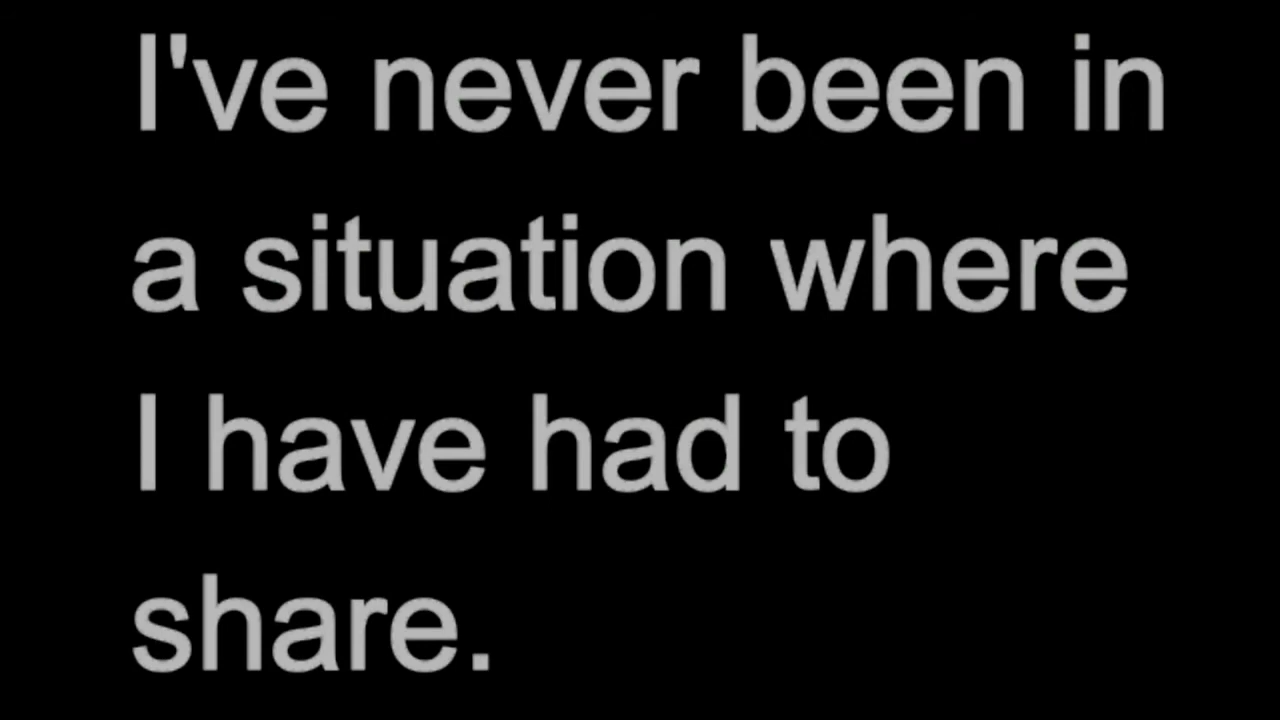 I've never been in
a situation where
I have had to
share.